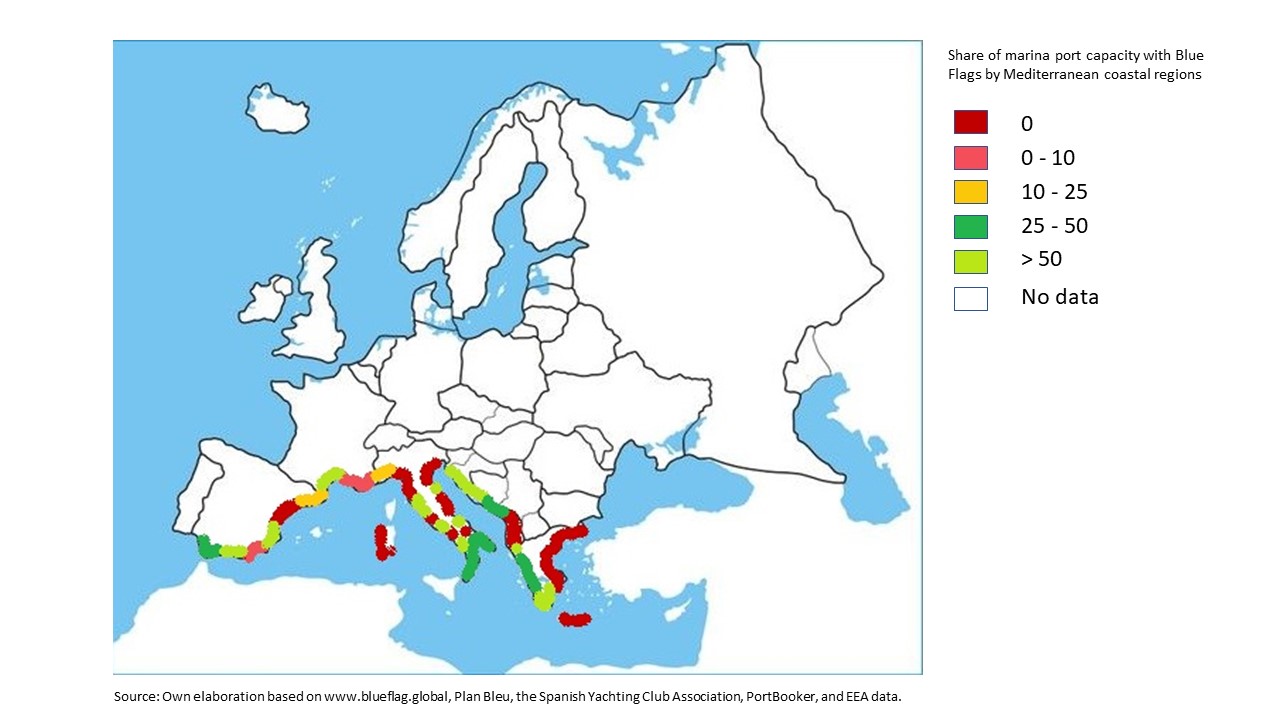 Share of marina port capacity with Blue
Flags by Mediterranean coastal regions
0
0 - 10
10 - 25
25 - 50
> 50
No data
Source: Own elaboration based on www.blueflag.global, Plan Bleu, the Spanish Yachting Club Association, PortBooker, and EEA data.